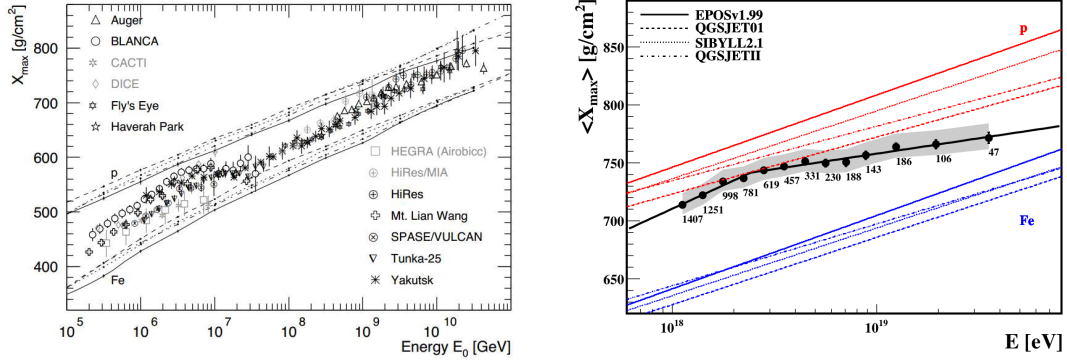 X_max [g/cm²]
800
700
600
500
400
Auger
BLANCA
CACTI
DICE
Fly's Eye
Haverah Park
p
HEGRA (Airobicc)
HiRes/MIA
HiRes
Mt. Lian Wang
SPASE/VULCAN
Tunka-25
Yakutsk
Fe
10⁵ 10⁶ 10⁷ 10⁸ 10⁹ 10¹⁰
Energy E₀ [GeV]
<X_max> [g/cm²]
850
800
750
700
650
EPOSv1.99
QGSJET01
SIBYLL2.1
QGSJETII
p
1407 1251 998 781 619 457 331 230 188 143 186 106 47
Fe
10¹⁸ 10¹⁹
E [eV]